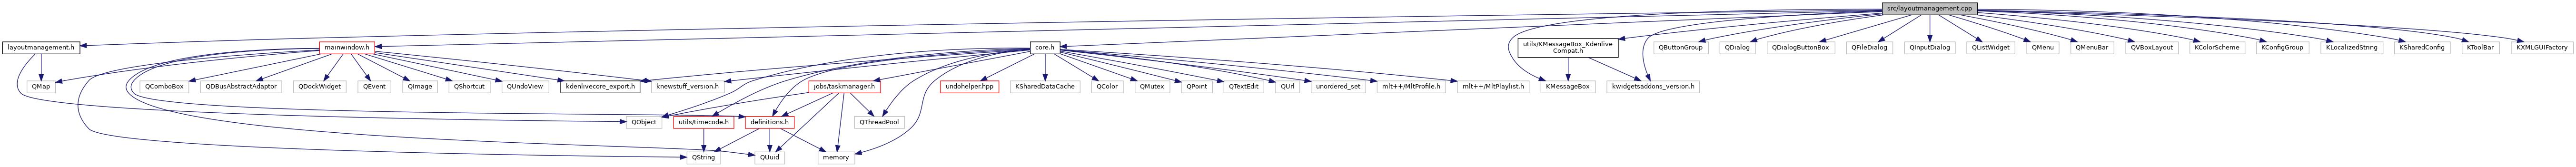 src/layoutmanagement.cpp
layoutmanagement.h
mainwindow.h
core.h
utils/KMessageBox_Kdenlive
Compat.h
QButtonGroup
QDialog
QDialogButtonBox
QFileDialog
QInputDialog
QListWidget
QMenu
QMenuBar
QVBoxLayout
KColorScheme
KConfigGroup
KLocalizedString
KSharedConfig
KToolBar
KXMLGUIFactory
QMap
QComboBox
QDBusAbstractAdaptor
QDockWidget
QEvent
QImage
QShortcut
QUndoView
kdenlivecore_export.h
knewstuff_version.h
jobs/taskmanager.h
undohelper.hpp
KSharedDataCache
QColor
QMutex
QPoint
QTextEdit
QUrl
unordered_set
mlt++/MltProfile.h
mlt++/MltPlaylist.h
KMessageBox
kwidgetsaddons_version.h
QObject
utils/timecode.h
definitions.h
QThreadPool
QString
QUuid
memory